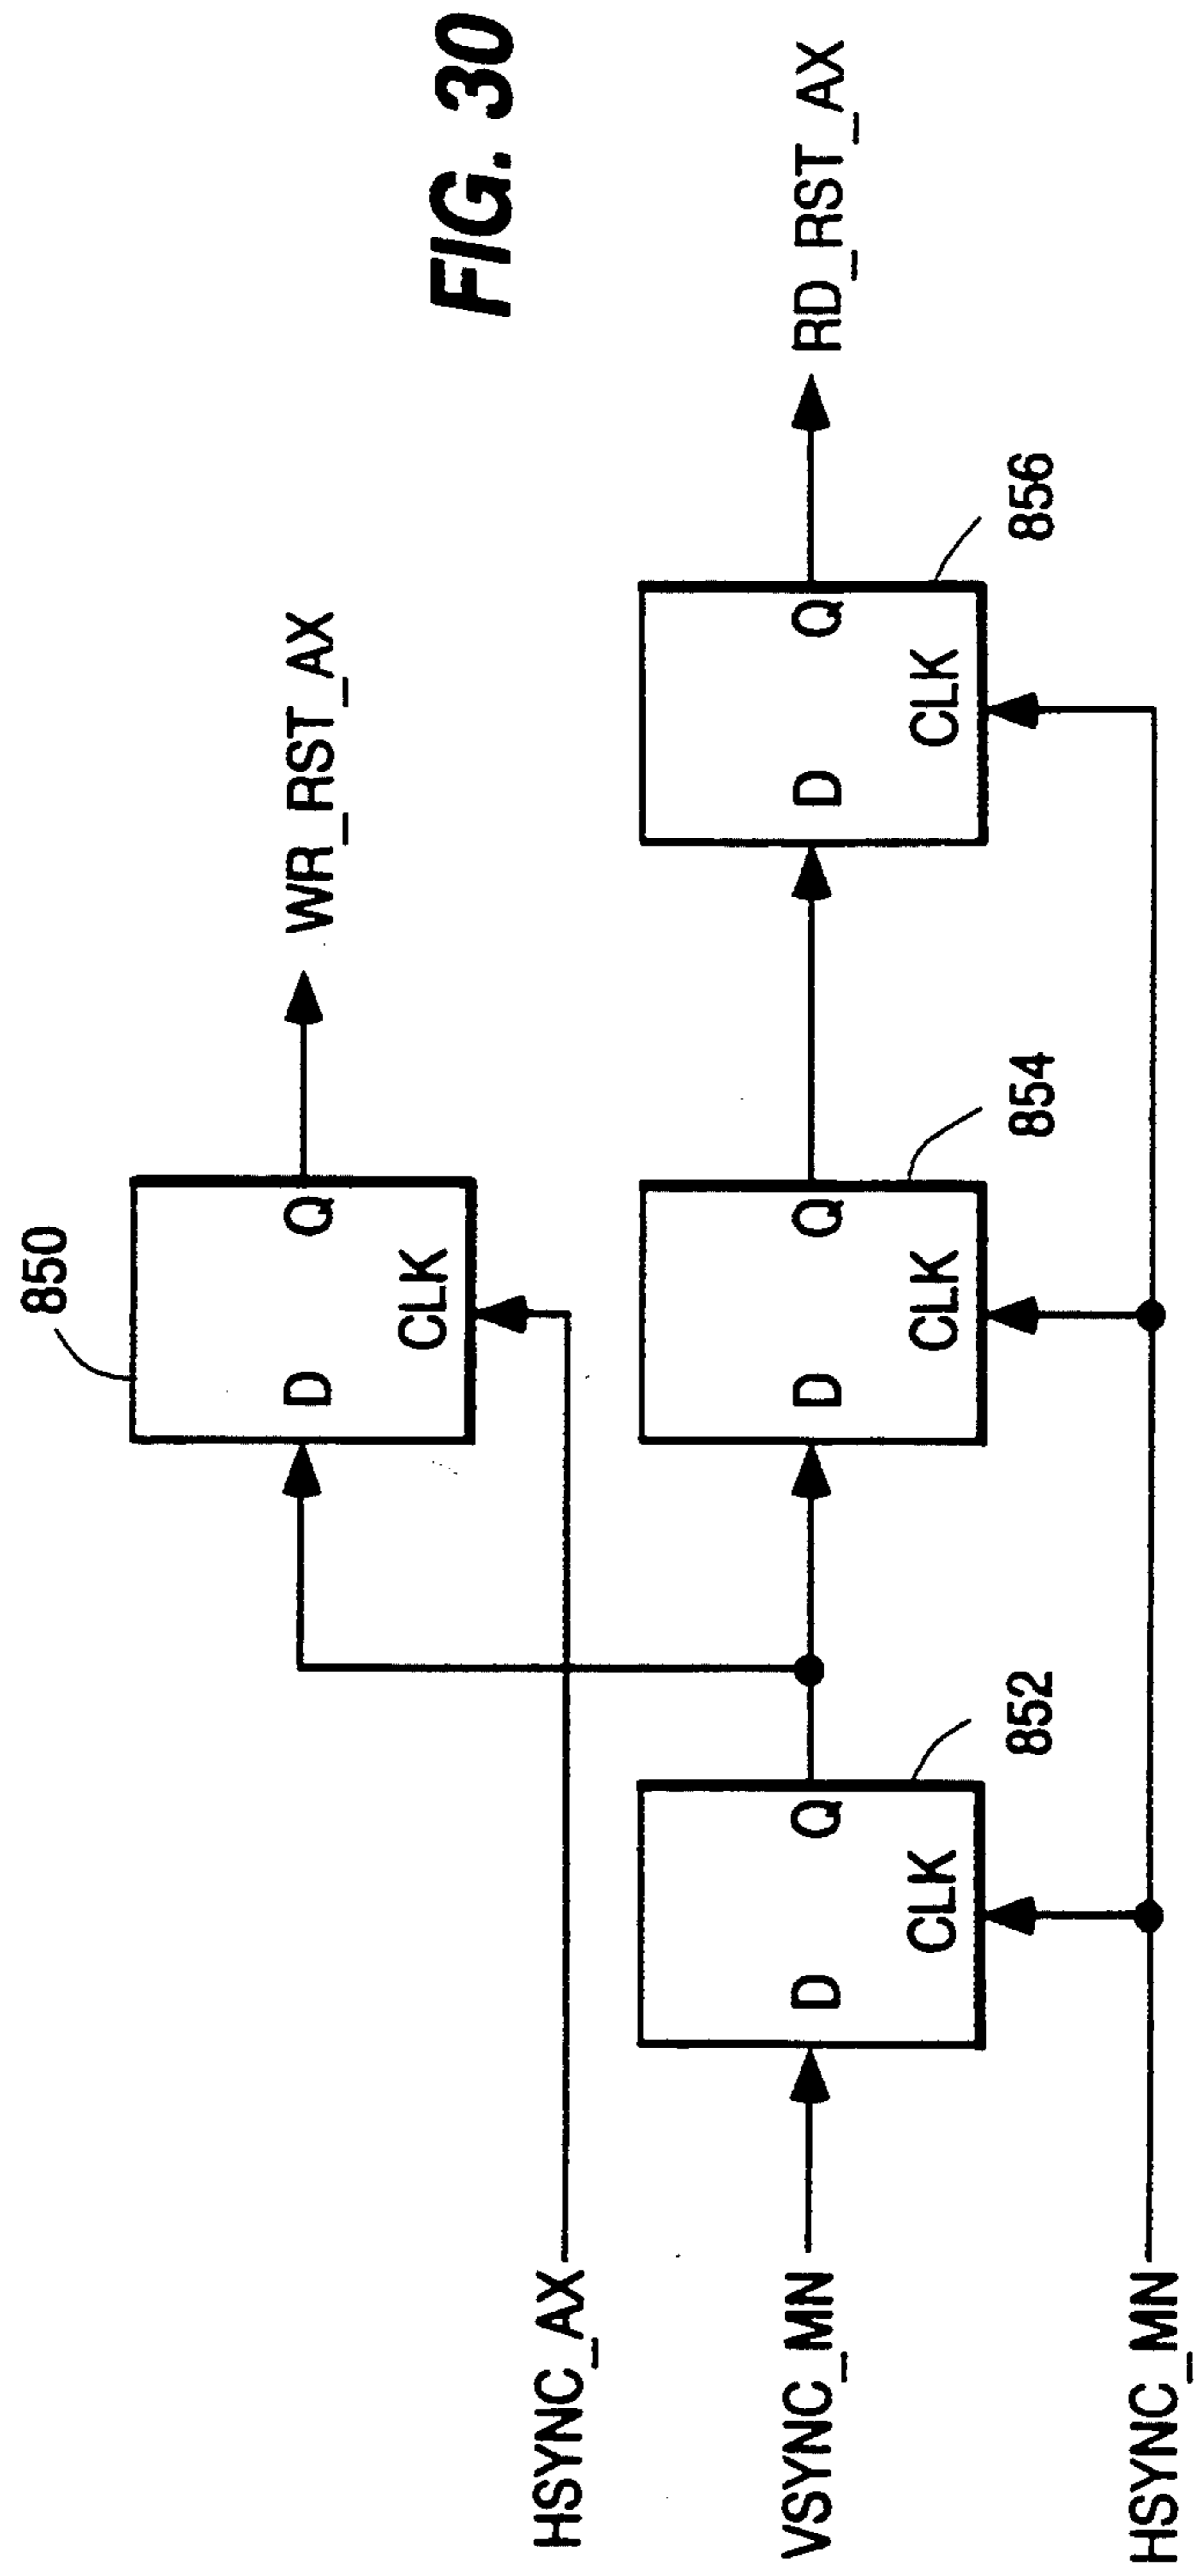 FIG. 30
850
D
Q
CLK
WR_RST_AX
HSYNC_AX
VSYNC_MN
D
Q
CLK
852
D
Q
CLK
854
D
Q
CLK
856
RD_RST_AX
HSYNC_MN